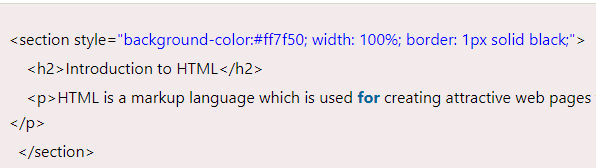 <section style="background-color:#ff7f50; width: 100%; border: 1px solid black;">
<h2>Introduction to HTML</h2>
<p>HTML is a markup language which is used for creating attractive web pages
</p>
</section>